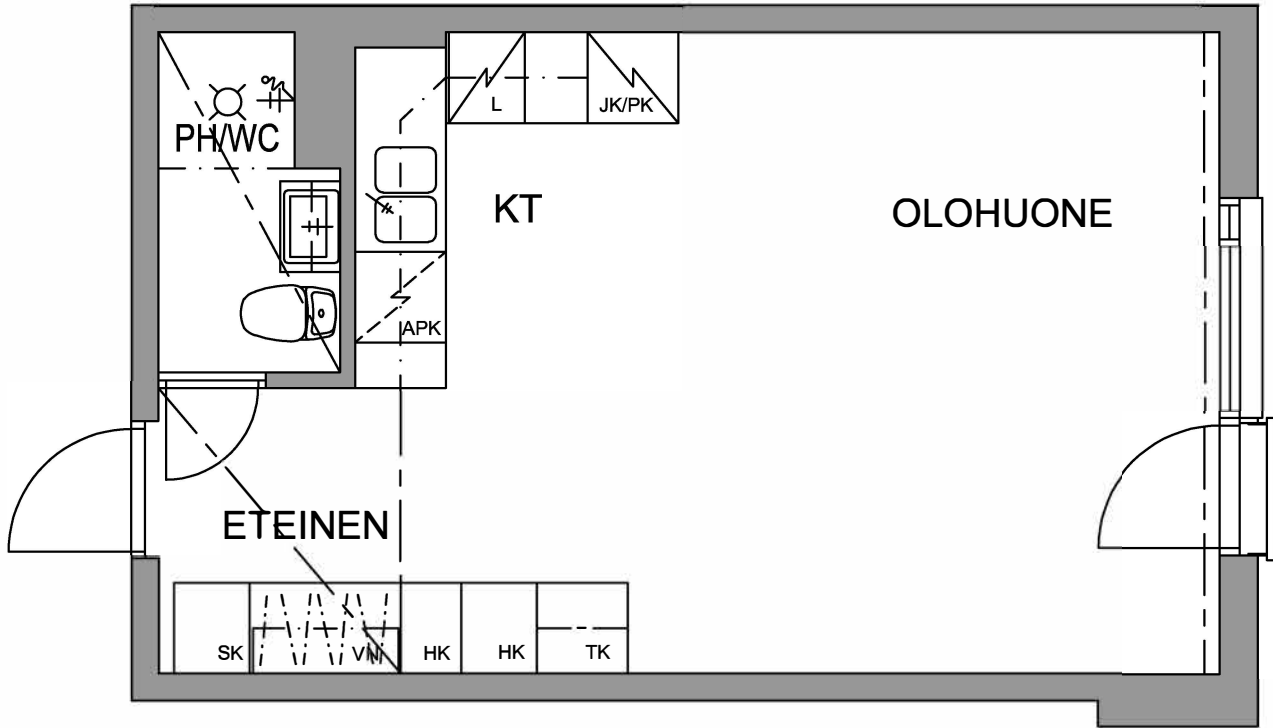 L
JK/PK
PH/WC
KT
OLOHUONE
APK
ETEINEN
SK
VN
HK
HK
TK